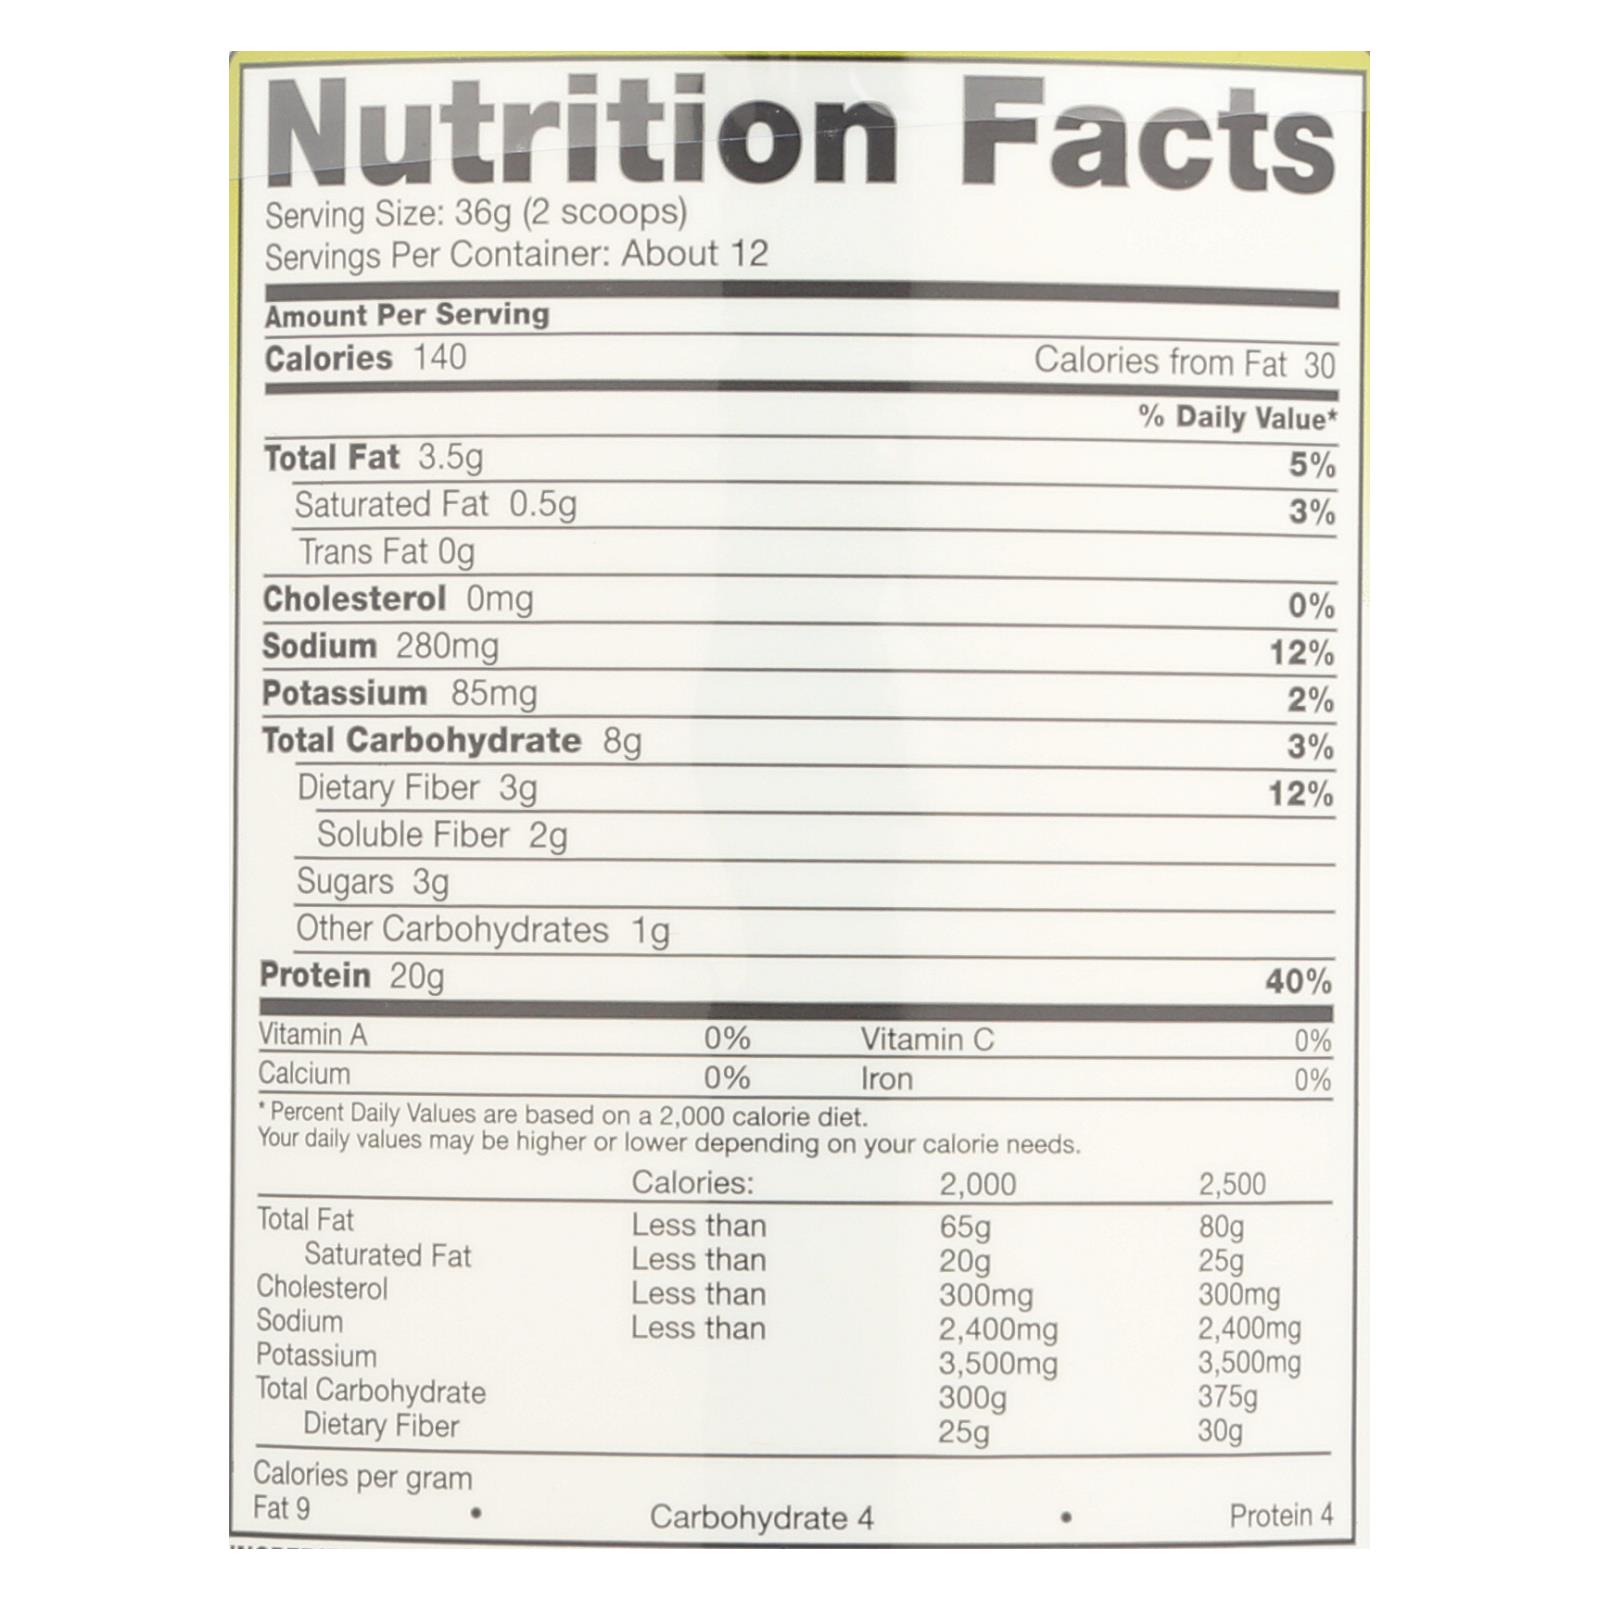 Nutrition Facts
Serving Size: 36g (2 scoops)
Servings Per Container: About 12
Amount Per Serving
Calories 140 Calories from Fat 30
% Daily Value*
Total Fat 3.5g 5%
Saturated Fat 0.5g 3%
Trans Fat 0g
Cholesterol 0mg 0%
Sodium 280mg 12%
Potassium 85mg 2%
Total Carbohydrate 8g 3%
Dietary Fiber 3g 12%
Soluble Fiber 2g
Sugars 3g
Other Carbohydrates 1g
Protein 20g 40%
Vitamin A 0% Vitamin C 0%
Calcium 0% Iron 0%
* Percent Daily Values are based on a 2,000 calorie diet.
Your daily values may be higher or lower depending on your calorie needs.
Calories: 2,000 2,500
Total Fat Less than 65g 80g
Saturated Fat Less than 20g 25g
Cholesterol Less than 300mg 300mg
Sodium Less than 2,400mg 2,400mg
Potassium 3,500mg 3,500mg
Total Carbohydrate 300g 375g
Dietary Fiber 25g 30g
Calories per gram
Fat 9 • Carbohydrate 4 • Protein 4